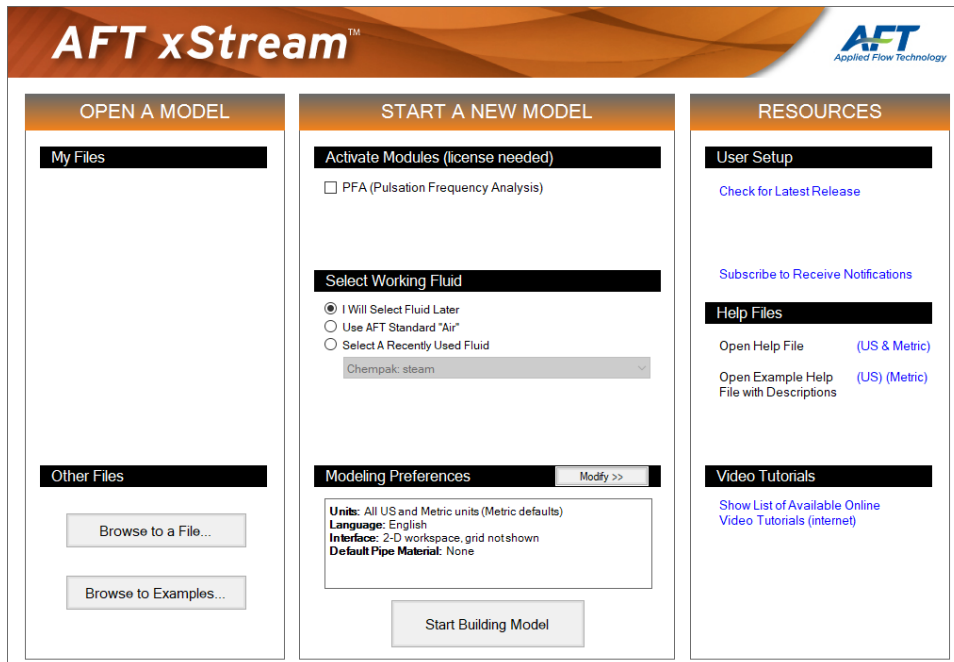 AFT xStream™
AFT
Applied Flow Technology
OPEN A MODEL
My Files
Other Files
Browse to a File...
Browse to Examples...
START A NEW MODEL
Activate Modules (license needed)
PFA (Pulsation Frequency Analysis)
Select Working Fluid
I Will Select Fluid Later
Use AFT Standard "Air"
Select A Recently Used Fluid
Chempak: steam
Modeling Preferences
Modify >>
Units: All US and Metric units (Metric defaults)
Language: English
Interface: 2-D workspace, grid not shown
Default Pipe Material: None
Start Building Model
RESOURCES
User Setup
Check for Latest Release
Subscribe to Receive Notifications
Help Files
Open Help File (US & Metric)
Open Example Help (US) (Metric)
File with Descriptions
Video Tutorials
Show List of Available Online
Video Tutorials (internet)